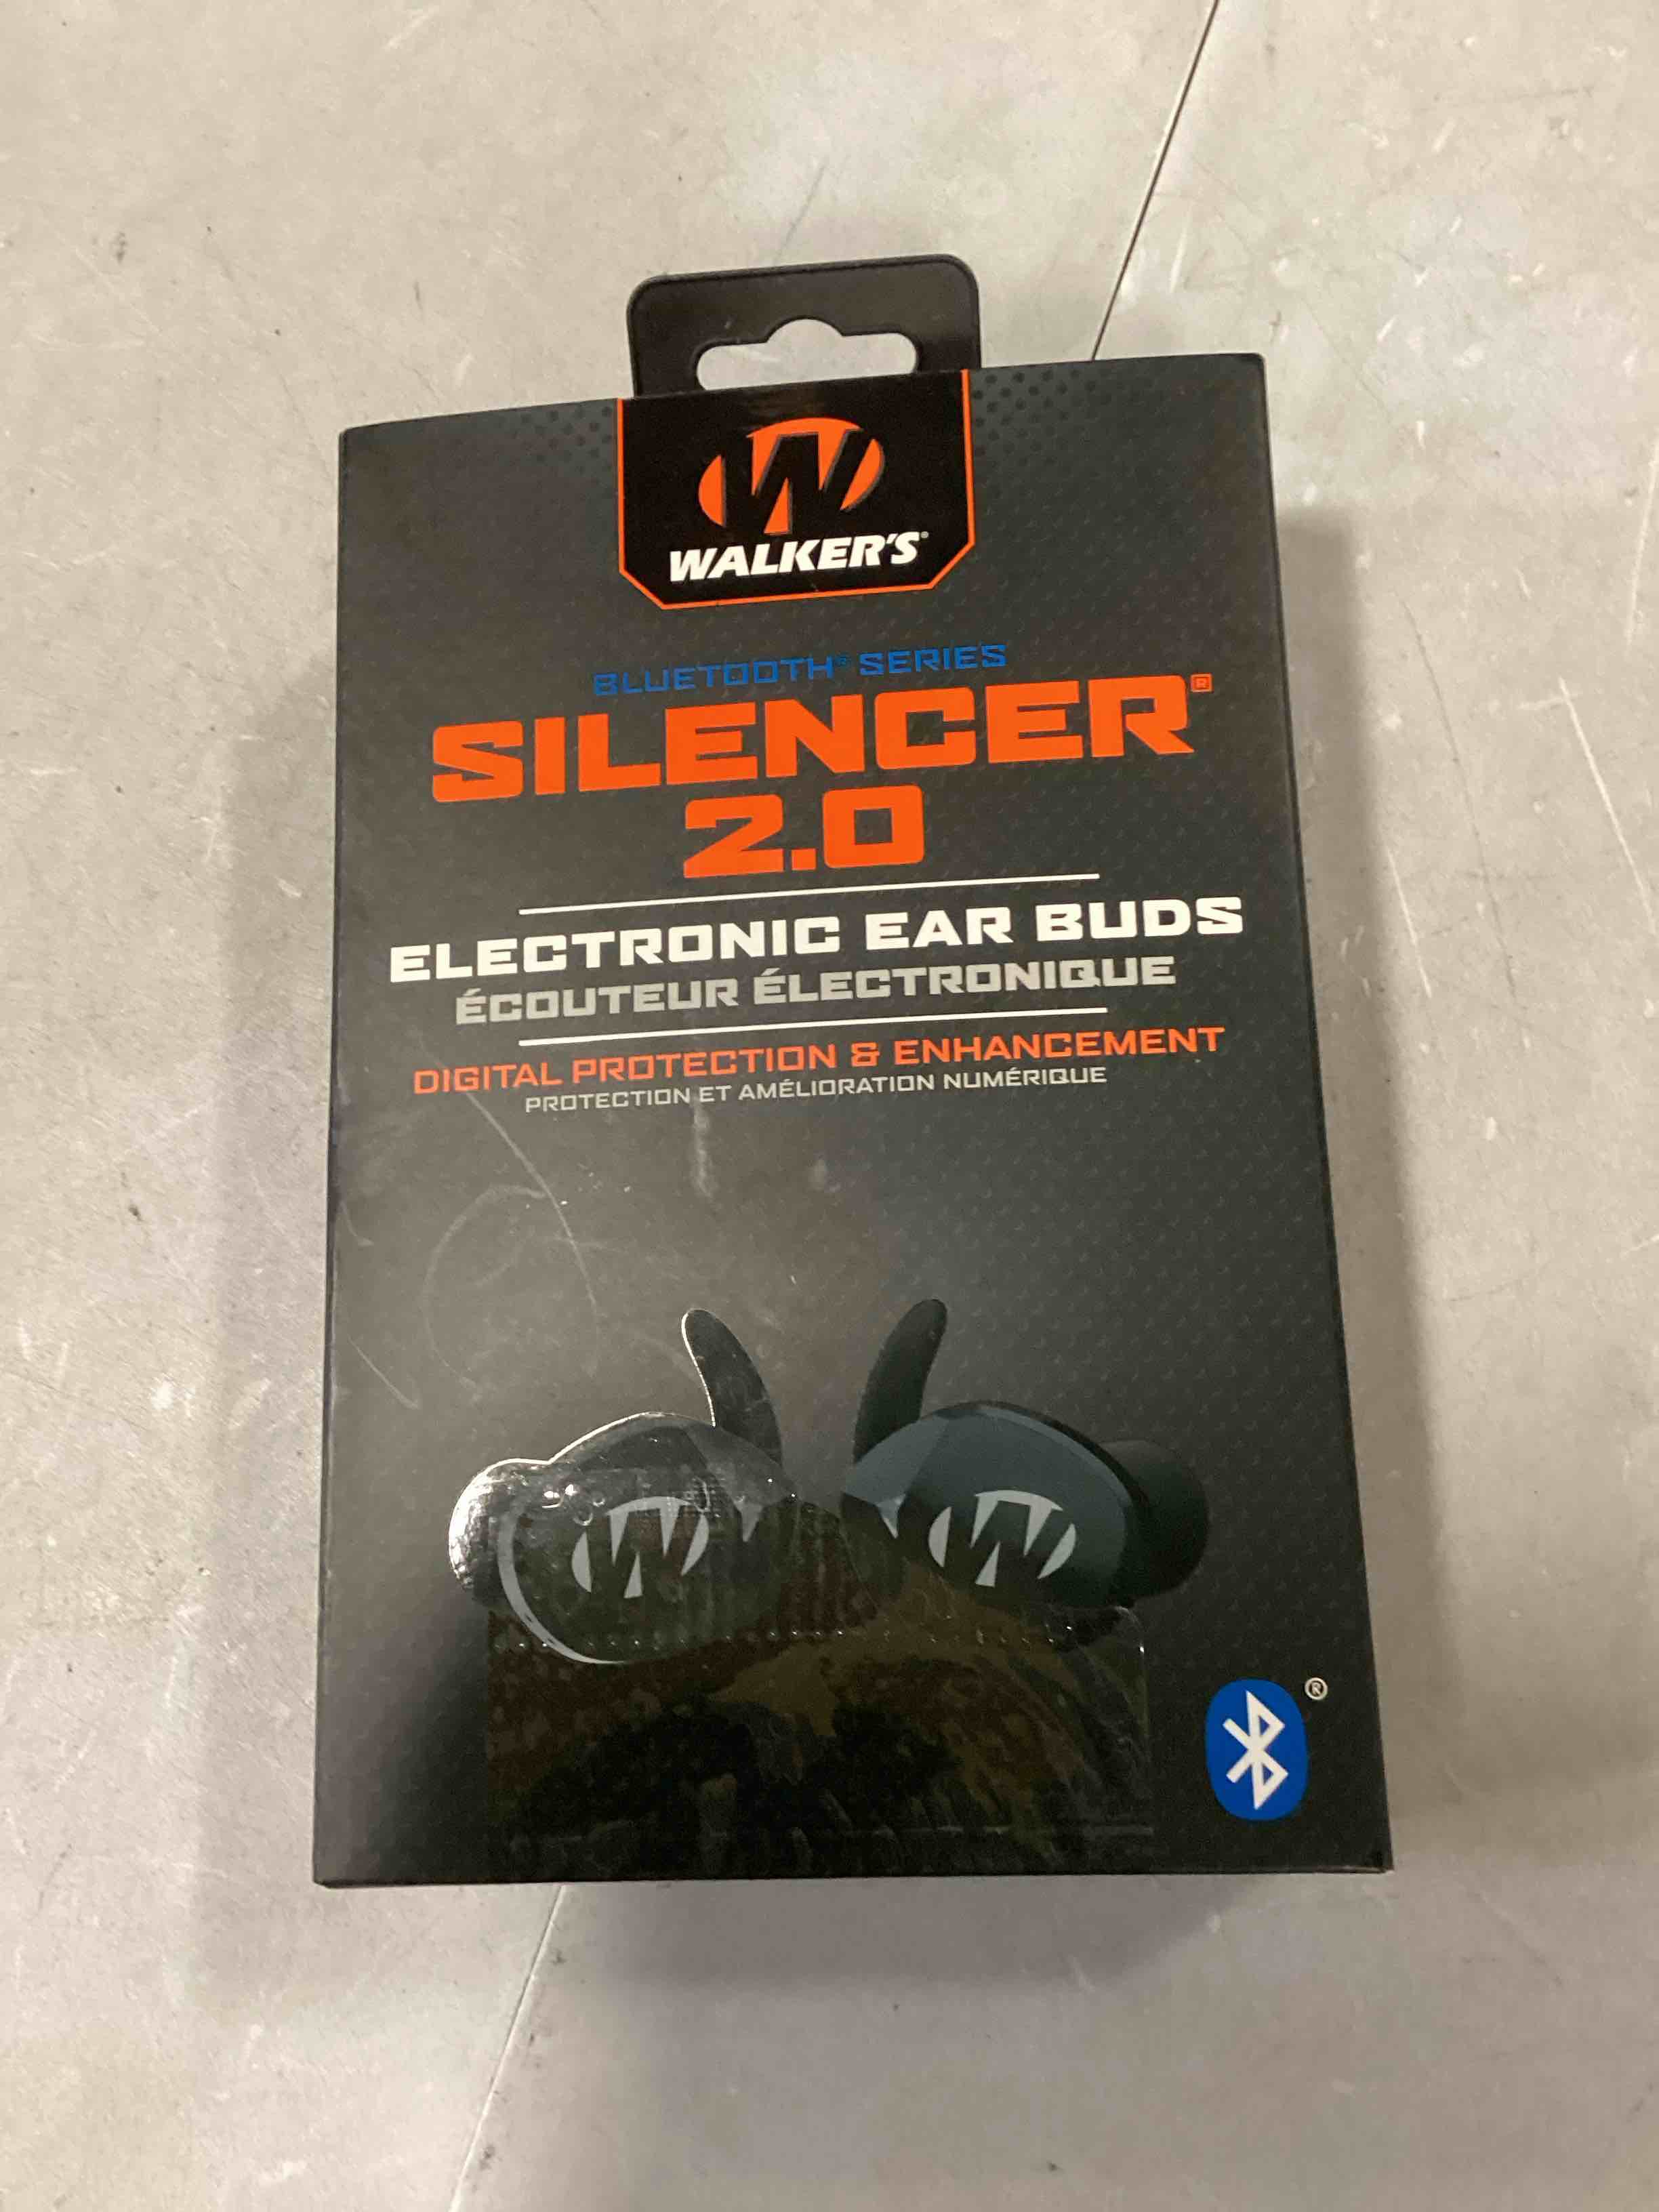 WALKER'S®
BLUETOOTH® SERIES
SILENCER®
2.0
ELECTRONIC EAR BUDS
ÉCOUTEUR ÉLECTRONIQUE
DIGITAL PROTECTION & ENHANCEMENT
PROTECTION ET AMÉLIORATION NUMÉRIQUE
W W
®